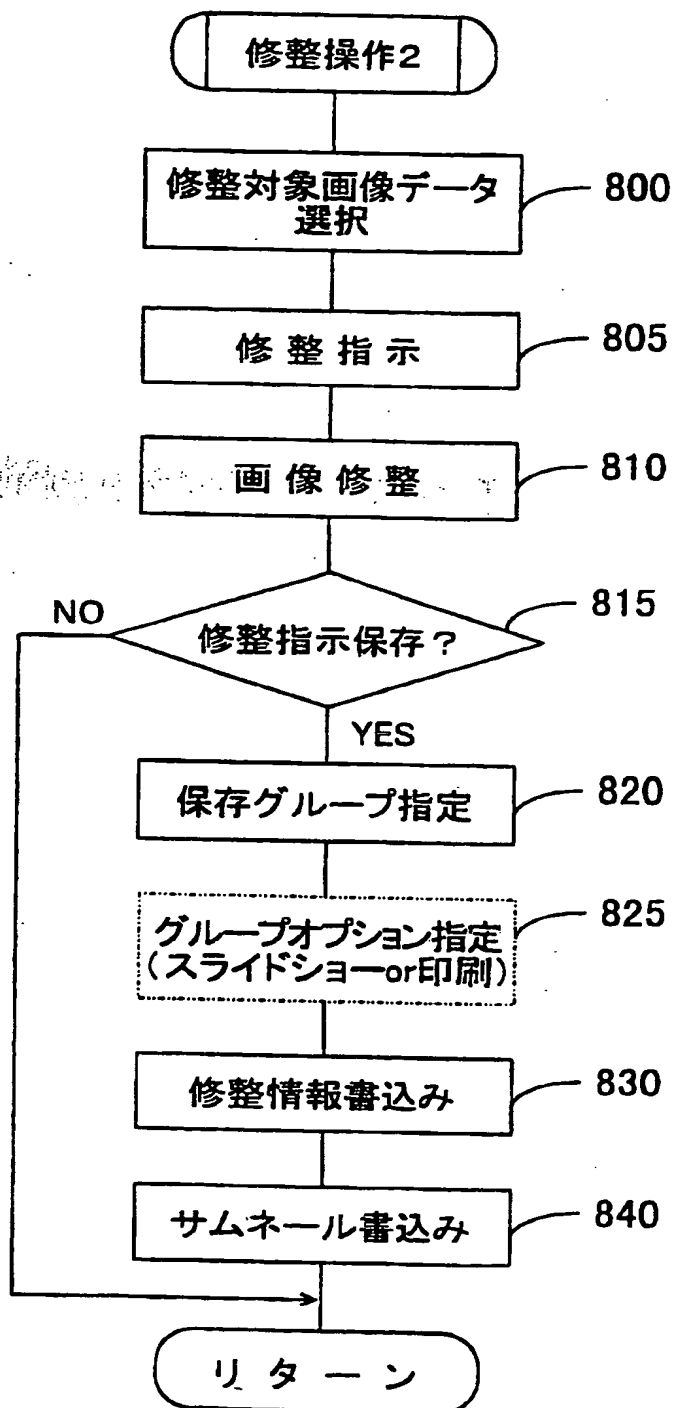 修整操作2
修整対象画像データ
選択
800
修整指示
805
画像修整
810
修整指示保存?
815
NO
YES
保存グループ指定
820
グループオプション指定
(スライドショーor印刷)
825
修整情報書込み
830
サムネール書込み
840
リターン